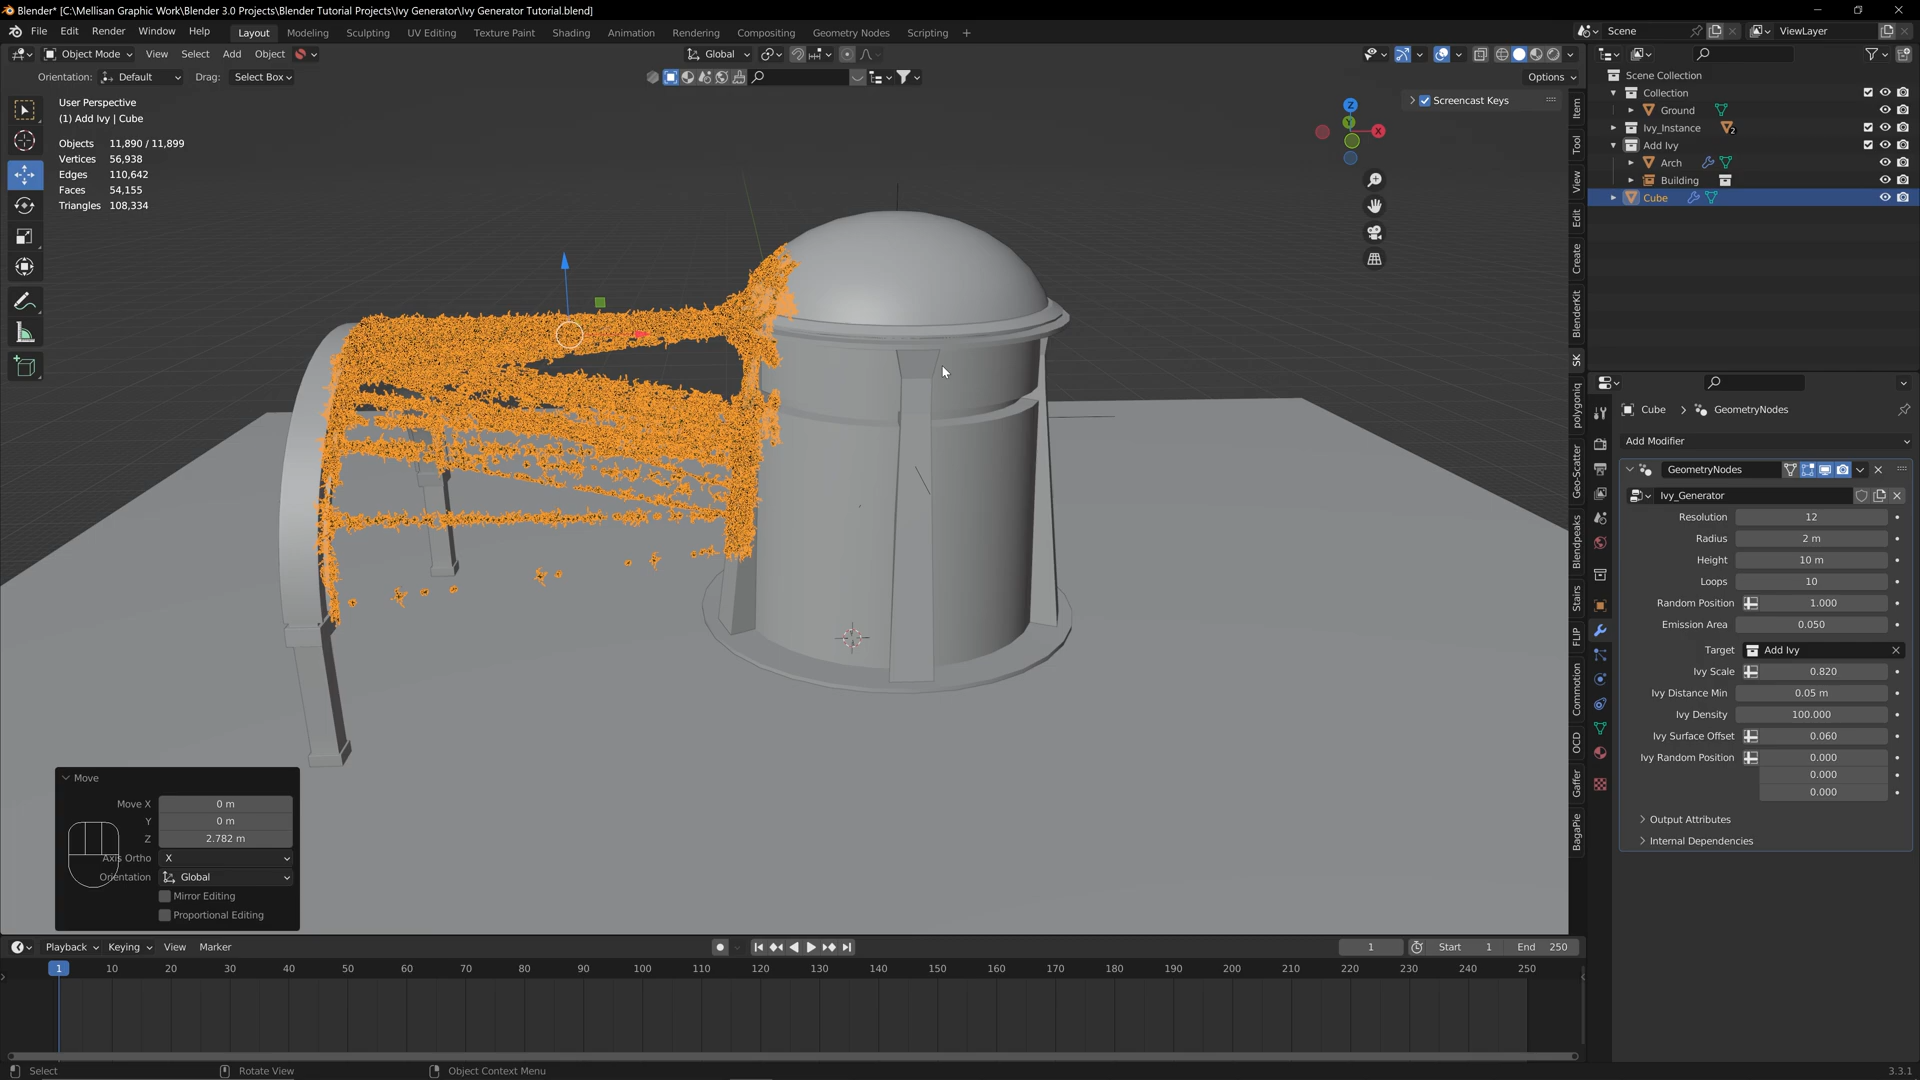 Blender* [C:\Mellisan Graphic Work\Blender 3.0 Projects\Blender Tutorial Projects\Ivy Generator\Ivy Generator Tutorial.blend]
File Edit Render Window Help Layout Modeling Sculpting UV Editing Texture Paint Shading Animation Rendering Compositing Geometry Nodes Scripting + Scene ViewLayer
Object Mode View Select Add Object Global
Orientation: Default Drag: Select Box Options
User Perspective
(1) Add Ivy | Cube
Objects 11,890 / 11,899
Vertices 56,938
Edges 110,642
Faces 54,155
Triangles 108,334
Screencast Keys
Z
Y
X
Item
Tool
View
Edit
Create
BlenderKit
SK
polygoniq
Geo-Scatter
Blendpeaks
Stairs
FLIP
Commotion
OCD
Gaffer
BagaPie
Scene Collection
Collection
Ground
Ivy_Instance 2
Add Ivy
Arch
Building
Cube
Cube > GeometryNodes
Add Modifier
GeometryNodes
Ivy_Generator
Resolution 12
Radius 2 m
Height 10 m
Loops 10
Random Position 1.000
Emission Area 0.050
Target Add Ivy
Ivy Scale 0.820
Ivy Distance Min 0.05 m
Ivy Density 100.000
Ivy Surface Offset 0.060
Ivy Random Position 0.000
0.000
0.000
Output Attributes
Internal Dependencies
Move
Move X 0 m
Y 0 m
Z 2.782 m
Axis Ortho X
Orientation Global
Mirror Editing
Proportional Editing
Playback Keying View Marker 1 Start 1 End 250
1 10 20 30 40 50 60 70 80 90 100 110 120 130 140 150 160 170 180 190 200 210 220 230 240 250
Select Rotate View Object Context Menu 3.3.1